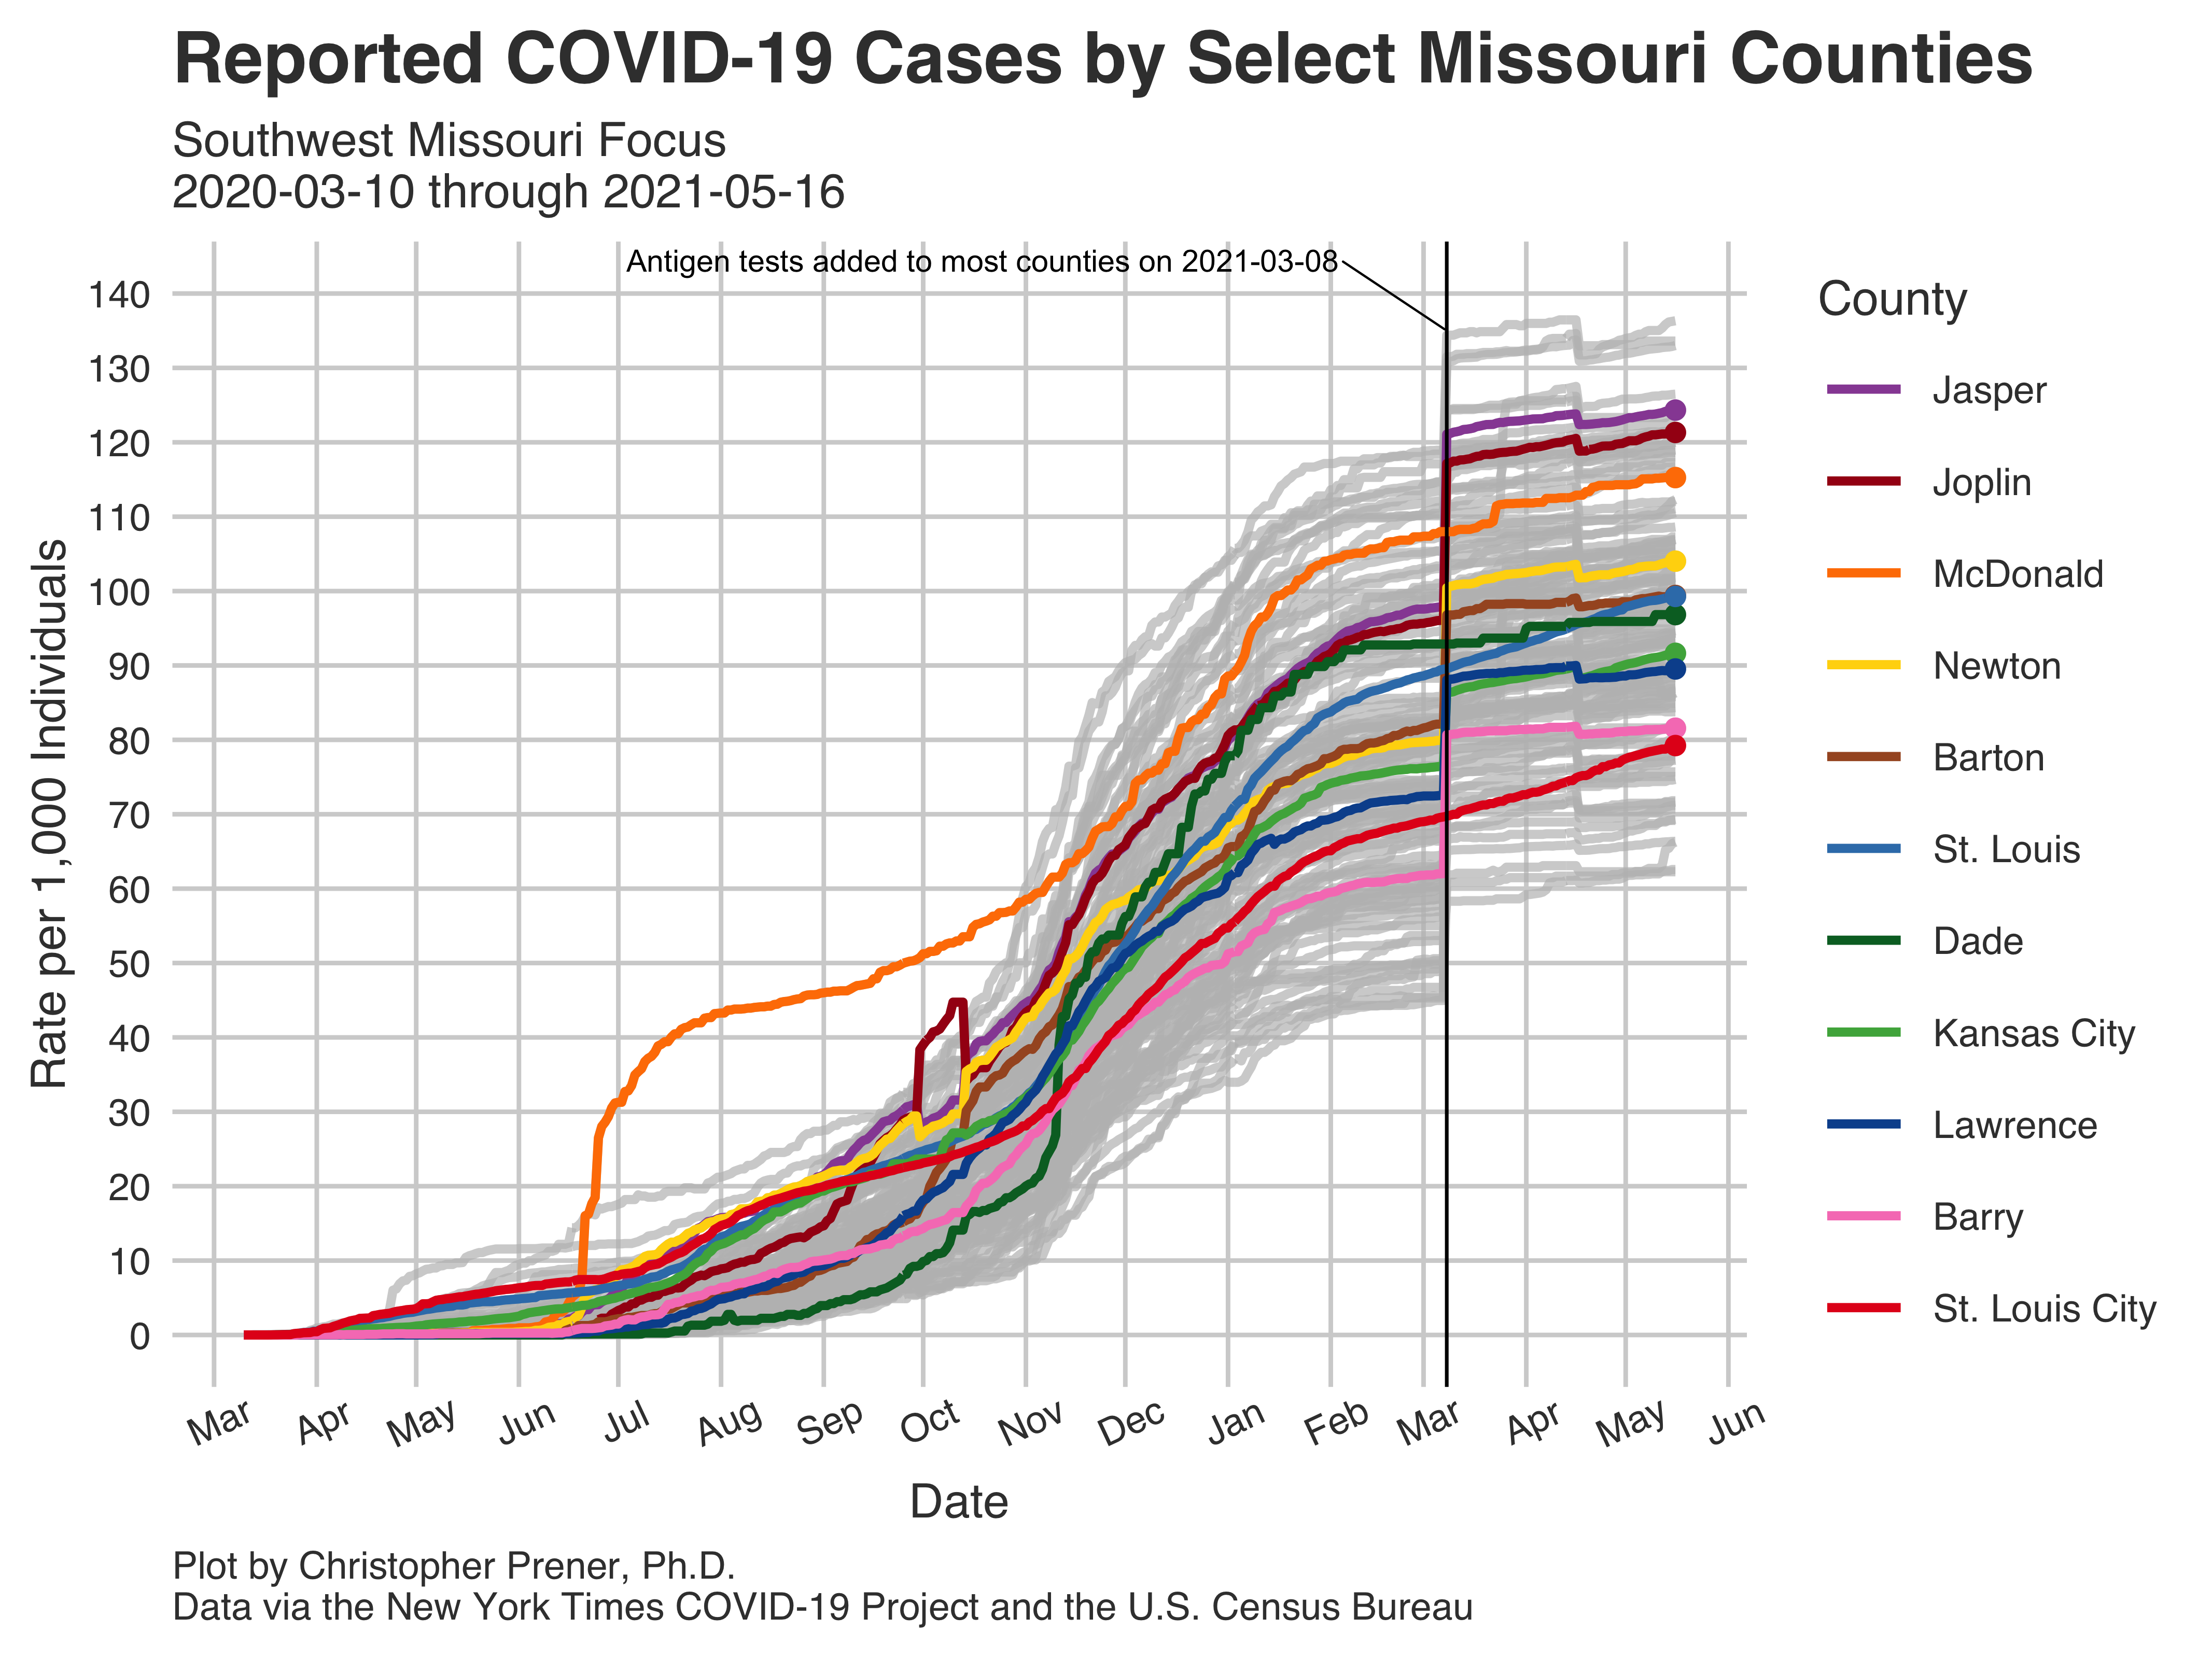 Reported COVID-19 Cases by Select Missouri Counties
Southwest Missouri Focus
2020-03-10 through 2021-05-16
Antigen tests added to most counties on 2021-03-08
Rate per 1,000 Individuals
140
130
120
110
100
90
80
70
60
50
40
30
20
10
0
Mar Apr May Jun Jul Aug Sep Oct Nov Dec Jan Feb Mar Apr May Jun
Date
County
Jasper
Joplin
McDonald
Newton
Barton
St. Louis
Dade
Kansas City
Lawrence
Barry
St. Louis City
Plot by Christopher Prener, Ph.D.
Data via the New York Times COVID-19 Project and the U.S. Census Bureau